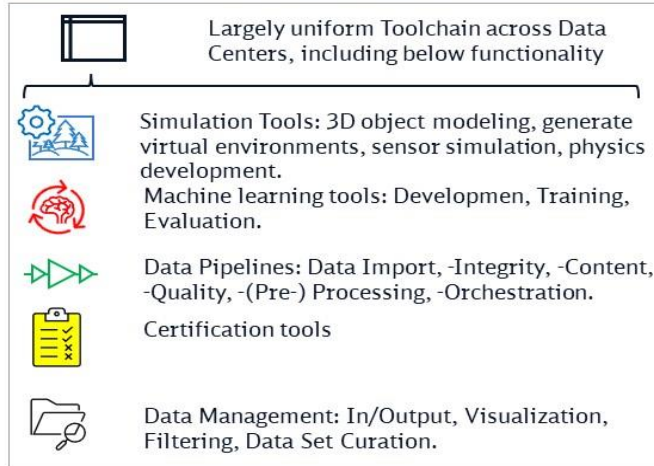 Largely uniform Toolchain across Data
Centers, including below functionality
Simulation Tools: 3D object modeling, generate
virtual environments, sensor simulation, physics
development.
Machine learning tools: Developmen, Training,
Evaluation.
Data Pipelines: Data Import, -Integrity, -Content,
-Quality, -(Pre-) Processing, -Orchestration.
Certification tools
Data Management: In/Output, Visualization,
Filtering, Data Set Curation.